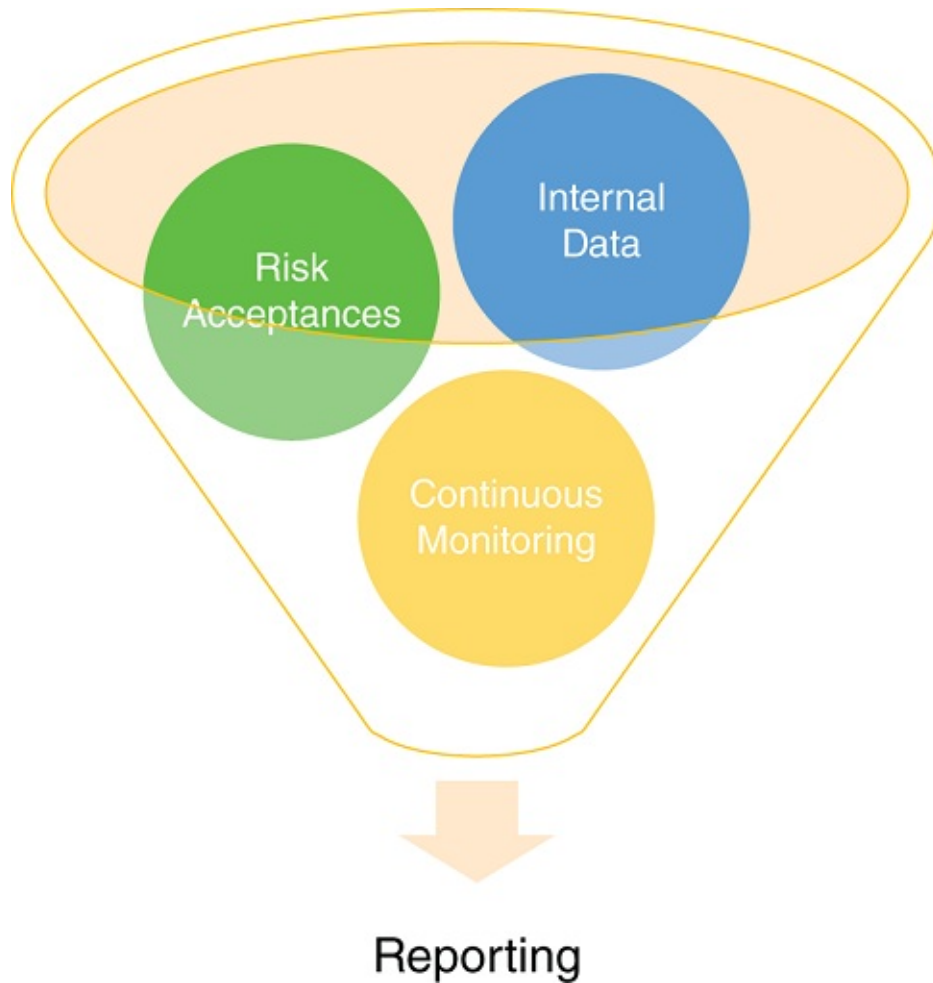 Internal
Data
Risk
Acceptances
Continuous
Monitoring
Reporting